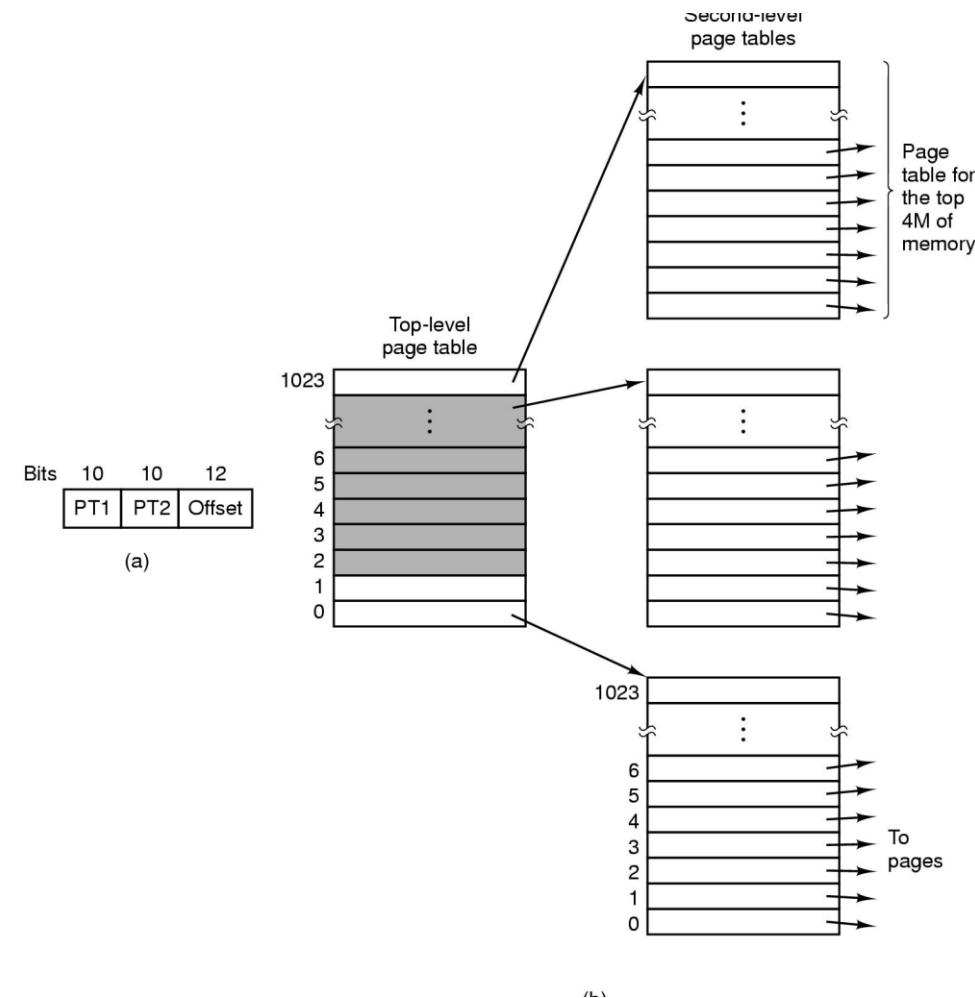 Second-level
page tables
Page
table for
the top
4M of
memory
Top-level
page table
1023
6
5
4
3
2
1
0
Bits 10 10 12
PT1 PT2 Offset
(a)
1023
6
5
4
3
2
1
0
To
pages
(b)